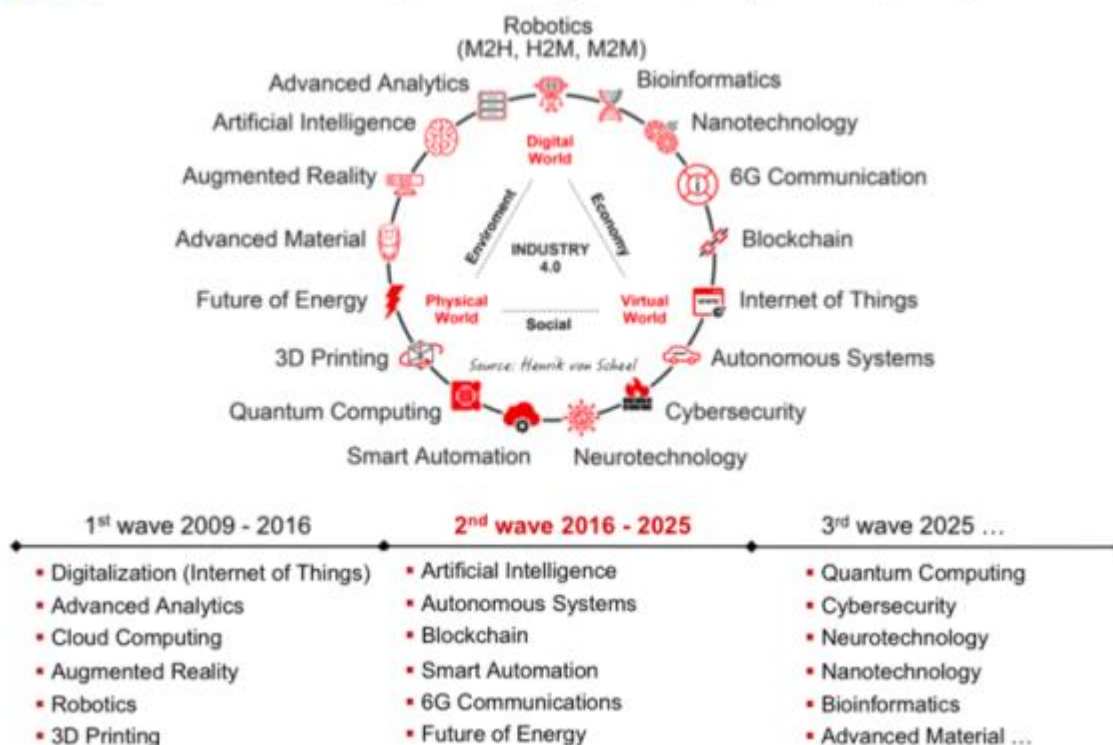 Robotics
(M2H, H2M, M2M)
Advanced Analytics
Bioinformatics
Artificial Intelligence
Nanotechnology
Digital
World
Augmented Reality
6G Communication
Enviroment
Economy
Advanced Material
INDUSTRY
4.0
Blockchain
Future of Energy
Physical
World
Social
Virtual
World
Internet of Things
3D Printing
Source: Henrik von Scheel
Autonomous Systems
Quantum Computing
Cybersecurity
Smart Automation
Neurotechnology
1st wave 2009 - 2016
2nd wave 2016 - 2025
3rd wave 2025 ...
▪ Digitalization (Internet of Things)
▪ Advanced Analytics
▪ Cloud Computing
▪ Augmented Reality
▪ Robotics
▪ 3D Printing
▪ Artificial Intelligence
▪ Autonomous Systems
▪ Blockchain
▪ Smart Automation
▪ 6G Communications
▪ Future of Energy
▪ Quantum Computing
▪ Cybersecurity
▪ Neurotechnology
▪ Nanotechnology
▪ Bioinformatics
▪ Advanced Material ...